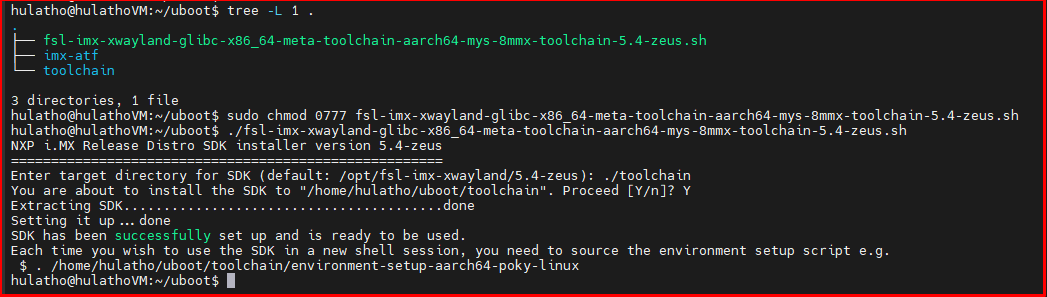 hulatho@hulathoVM:~/uboot$ tree -L 1 .
.
├── fsl-imx-xwayland-glibc-x86_64-meta-toolchain-aarch64-mys-8mmx-toolchain-5.4-zeus.sh
├── imx-atf
└── toolchain
3 directories, 1 file
hulatho@hulathoVM:~/uboot$ sudo chmod 0777 fsl-imx-xwayland-glibc-x86_64-meta-toolchain-aarch64-mys-8mmx-toolchain-5.4-zeus.sh
hulatho@hulathoVM:~/uboot$ ./fsl-imx-xwayland-glibc-x86_64-meta-toolchain-aarch64-mys-8mmx-toolchain-5.4-zeus.sh
NXP i.MX Release Distro SDK installer version 5.4-zeus
======================================================
Enter target directory for SDK (default: /opt/fsl-imx-xwayland/5.4-zeus): ./toolchain
You are about to install the SDK to "/home/hulatho/uboot/toolchain". Proceed [Y/n]? Y
Extracting SDK........................................done
Setting it up...done
SDK has been successfully set up and is ready to be used.
Each time you wish to use the SDK in a new shell session, you need to source the environment setup script e.g.
 $ . /home/hulatho/uboot/toolchain/environment-setup-aarch64-poky-linux
hulatho@hulathoVM:~/uboot$